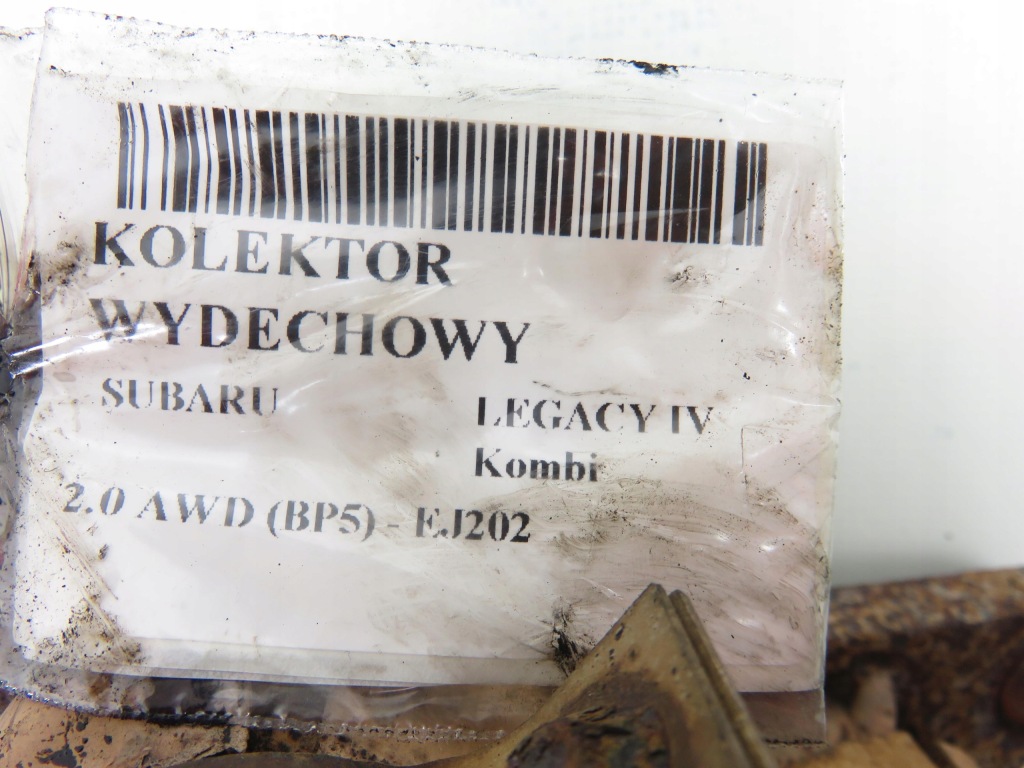 KOLEKTOR
WYDECHOWY
SUBARU LEGACY IV
Kombi
2.0 AWD (BP5) - EJ202